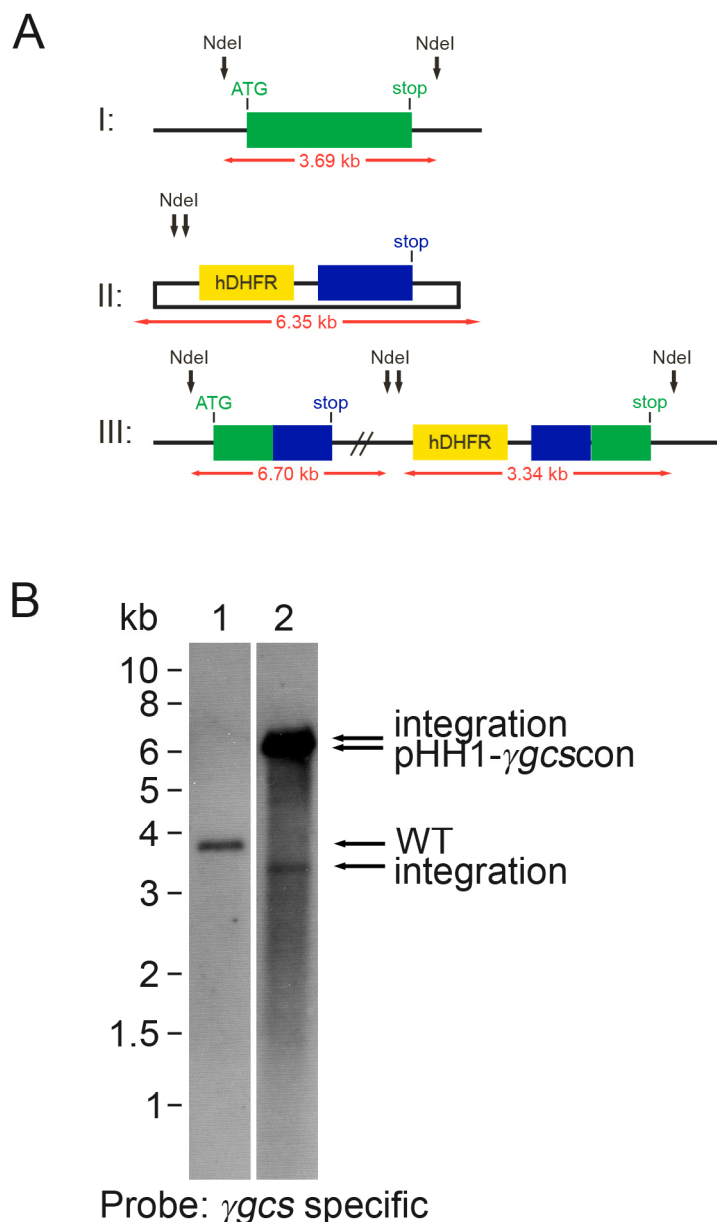 A
NdeI NdeI
ATG stop
I:
3.69 kb
NdeI
stop
hDHFR
II:
6.35 kb
NdeI NdeI NdeI
ATG stop stop
hDHFR
III:
6.70 kb 3.34 kb
B
kb 1 2
10
8
integration
6
pHH1-γgcscon
5
4
WT
integration
3
2
1.5
1
Probe: γgcs specific